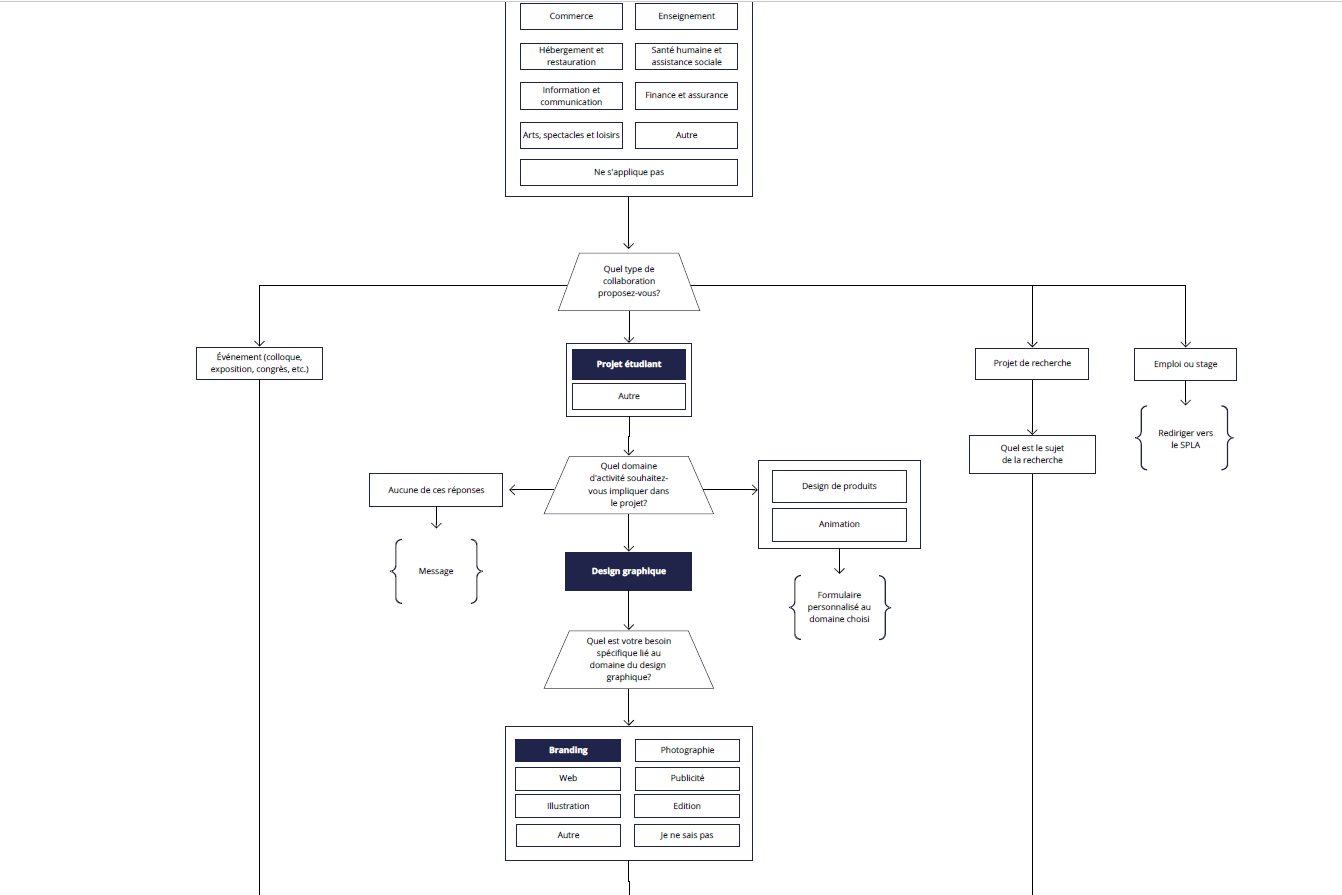 Commerce
Enseignement
Hébergement et
restauration
Santé humaine et
assistance sociale
Information et
communication
Finance et assurance
Arts, spectacles et loisirs
Autre
Ne s'applique pas
Quel type de
collaboration
proposez-vous?
Événement (colloque,
exposition, congrès, etc.)
Projet étudiant
Autre
Projet de recherche
Emploi ou stage
Quel est le sujet
de la recherche
Rediriger vers
le SPLA
Quel domaine
d'activité souhaitez-
vous impliquer dans
le projet?
Aucune de ces réponses
Message
Design de produits
Animation
Formulaire
personnalisé au
domaine choisi
Design graphique
Quel est votre besoin
spécifique lié au
domaine du design
graphique?
Branding
Photographie
Web
Publicité
Illustration
Edition
Autre
Je ne sais pas